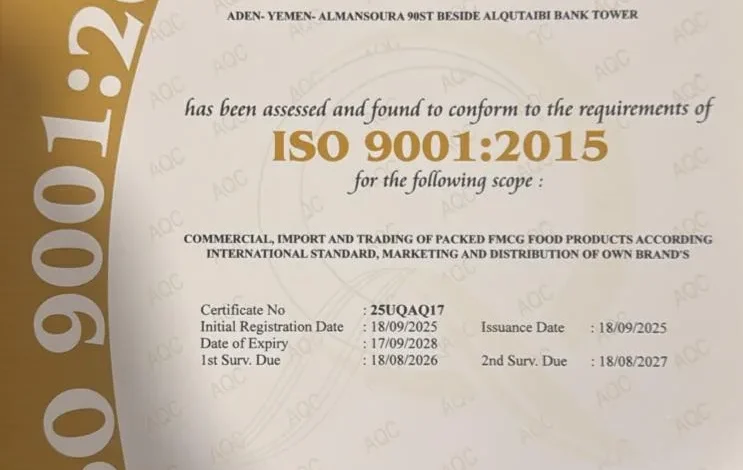 ADEN- YEMEN- ALMANSOURA 90ST BESIDE ALQUTAIBI BANK TOWER
has been assessed and found to conform to the requirements of
ISO 9001:2015
for the following scope :
COMMERCIAL, IMPORT AND TRADING OF PACKED FMCG FOOD PRODUCTS ACCORDING
INTERNATIONAL STANDARD, MARKETING AND DISTRIBUTION OF OWN BRAND'S
Certificate No : 25UQAQ17
Initial Registration Date : 18/09/2025 Issuance Date : 18/09/2025
Date of Expiry : 17/09/2028
1st Surv. Due : 18/08/2026 2nd Surv. Due : 18/08/2027
SO 9001:20
AQC